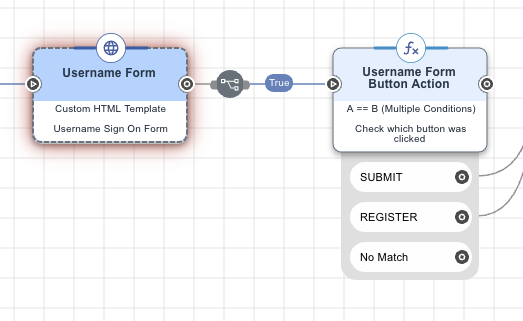 Username Form
Custom HTML Template
Username Sign On Form
True
fx
Username Form
Button Action
A == B (Multiple Conditions)
Check which button was
clicked
SUBMIT
REGISTER
No Match